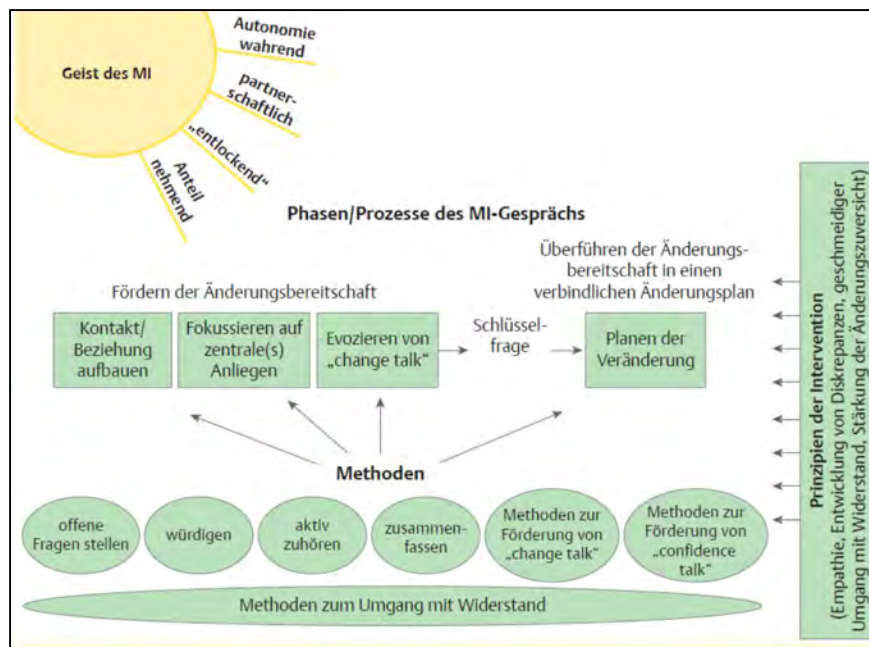 Geist des MI
Autonomie
wahrend
partner-
schaftlich
„entlockend“
Anteil
nehmend
Phasen/Prozesse des MI-Gesprächs
Fördern der Änderungsbereitschaft
Überführen der Änderungs-
bereitschaft in einen
verbindlichen Änderungsplan
Kontakt/
Beziehung
aufbauen
Fokussieren auf
zentrale(s)
Anliegen
Evozieren von
„change talk“
Schlüssel-
frage
Planen der
Veränderung
Methoden
offene
Fragen stellen
würdigen
aktiv
zuhören
zusammen-
fassen
Methoden zur
Förderung von
„change talk“
Methoden zur
Förderung von
„confidence
talk“
Methoden zum Umgang mit Widerstand
Prinzipien der Intervention
(Empathie, Entwicklung von Diskrepanzen, geschmeidiger
Umgang mit Widerstand, Stärkung der Änderungszuversicht)